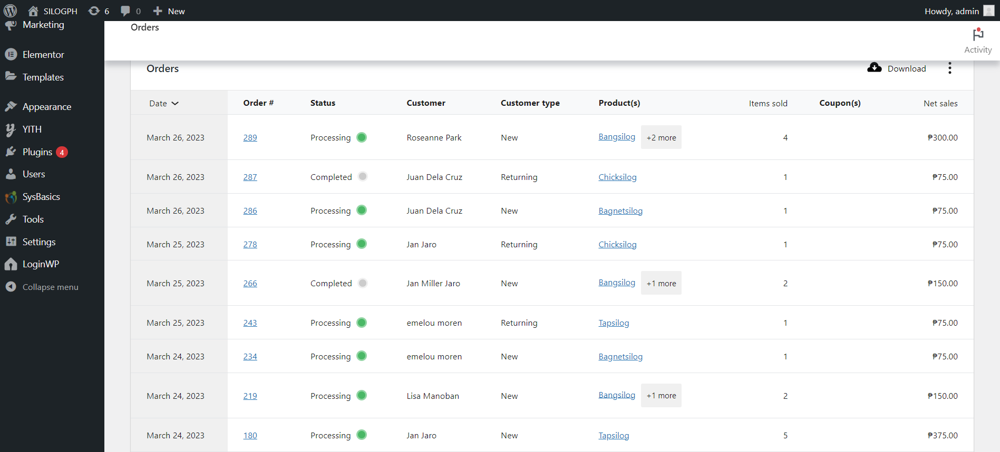 SILOGPH 6 0 New Howdy, admin
Marketing
Elementor
Templates
Appearance
YITH
Plugins 4
Users
SysBasics
Tools
Settings
LoginWP
Collapse menu
Orders
Activity
Orders Download
Date Order # Status Customer Customer type Product(s) Items sold Coupon(s) Net sales
March 26, 2023 289 Processing Roseanne Park New Bangsilog +2 more 4 ₱300.00
March 26, 2023 287 Completed Juan Dela Cruz Returning Chicksilog 1 ₱75.00
March 26, 2023 286 Processing Juan Dela Cruz New Bagnetsilog 1 ₱75.00
March 25, 2023 278 Processing Jan Jaro Returning Chicksilog 1 ₱75.00
March 25, 2023 266 Completed Jan Miller Jaro New Bangsilog +1 more 2 ₱150.00
March 25, 2023 243 Processing emelou moren Returning Tapsilog 1 ₱75.00
March 24, 2023 234 Processing emelou moren New Bagnetsilog 1 ₱75.00
March 24, 2023 219 Processing Lisa Manoban New Bangsilog +1 more 2 ₱150.00
March 24, 2023 180 Processing Jan Jaro New Tapsilog 5 ₱375.00